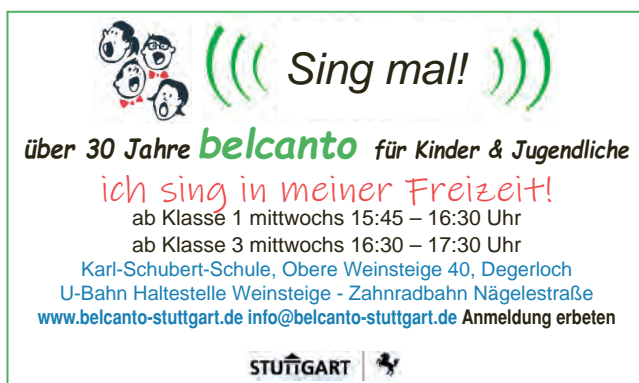 Sing mal!
über 30 Jahre belcanto für Kinder & Jugendliche
ich sing in meiner Freizeit!
ab Klasse 1 mittwochs 15:45 – 16:30 Uhr
ab Klasse 3 mittwochs 16:30 – 17:30 Uhr
Karl-Schubert-Schule, Obere Weinsteige 40, Degerloch
U-Bahn Haltestelle Weinsteige - Zahnradbahn Nägelestraße
www.belcanto-stuttgart.de info@belcanto-stuttgart.de Anmeldung erbeten
STUTTGART